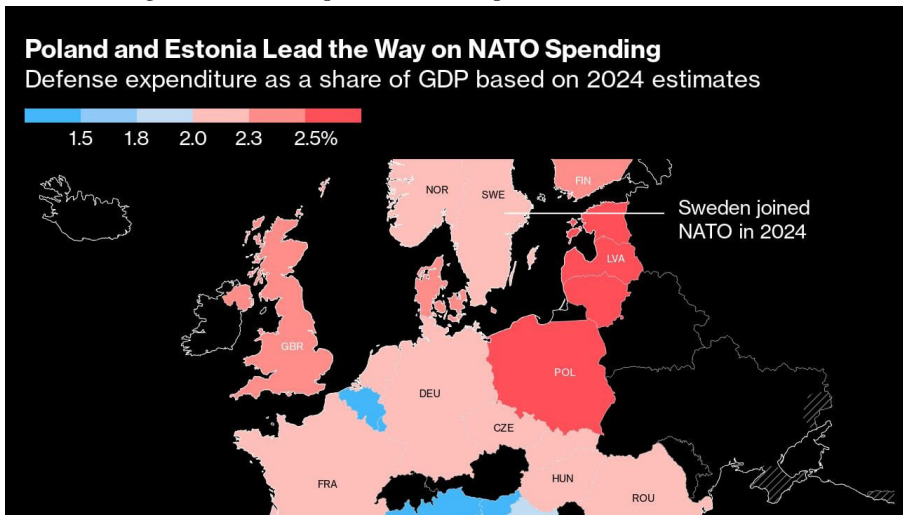 Poland and Estonia Lead the Way on NATO Spending
Defense expenditure as a share of GDP based on 2024 estimates
1.5 1.8 2.0 2.3 2.5%
NOR
SWE
FIN
Sweden joined
NATO in 2024
LVA
GBR
POL
DEU
CZE
FRA
HUN
ROU